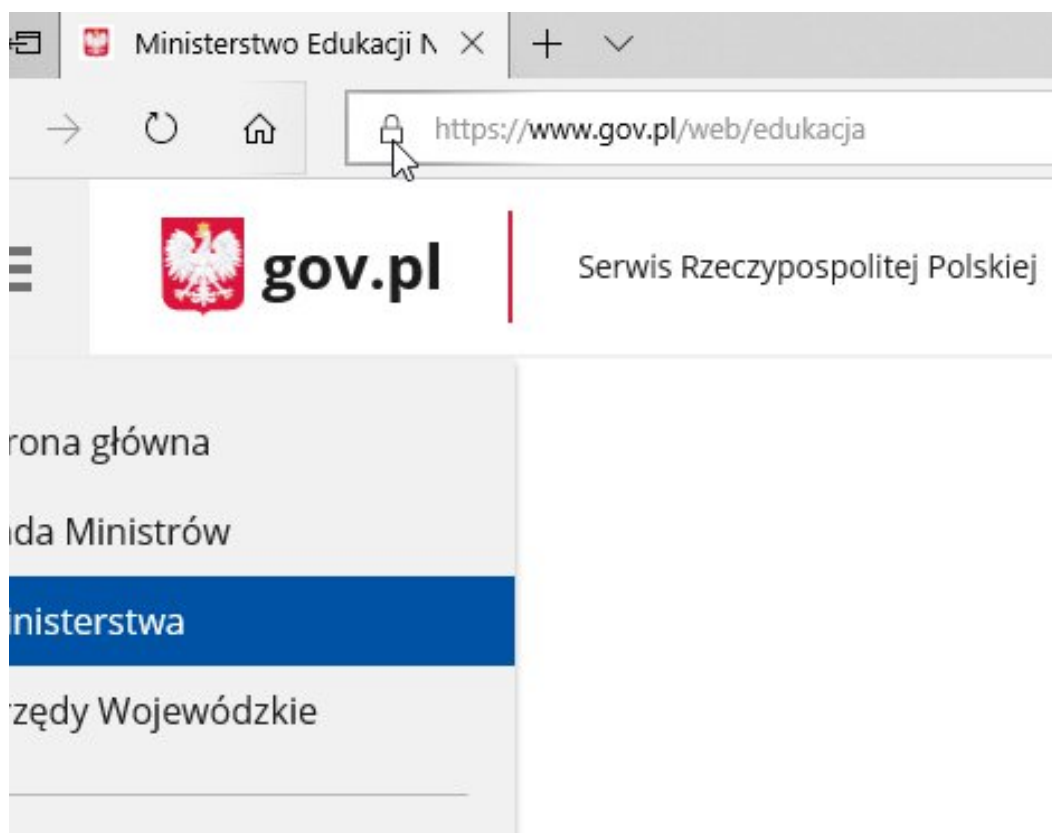 Ministerstwo Edukacji N
https://www.gov.pl/web/edukacja
gov.pl
Serwis Rzeczypospolitej Polskiej
rona główna
da Ministrów
inisterstwa
rzędy Wojewódzkie